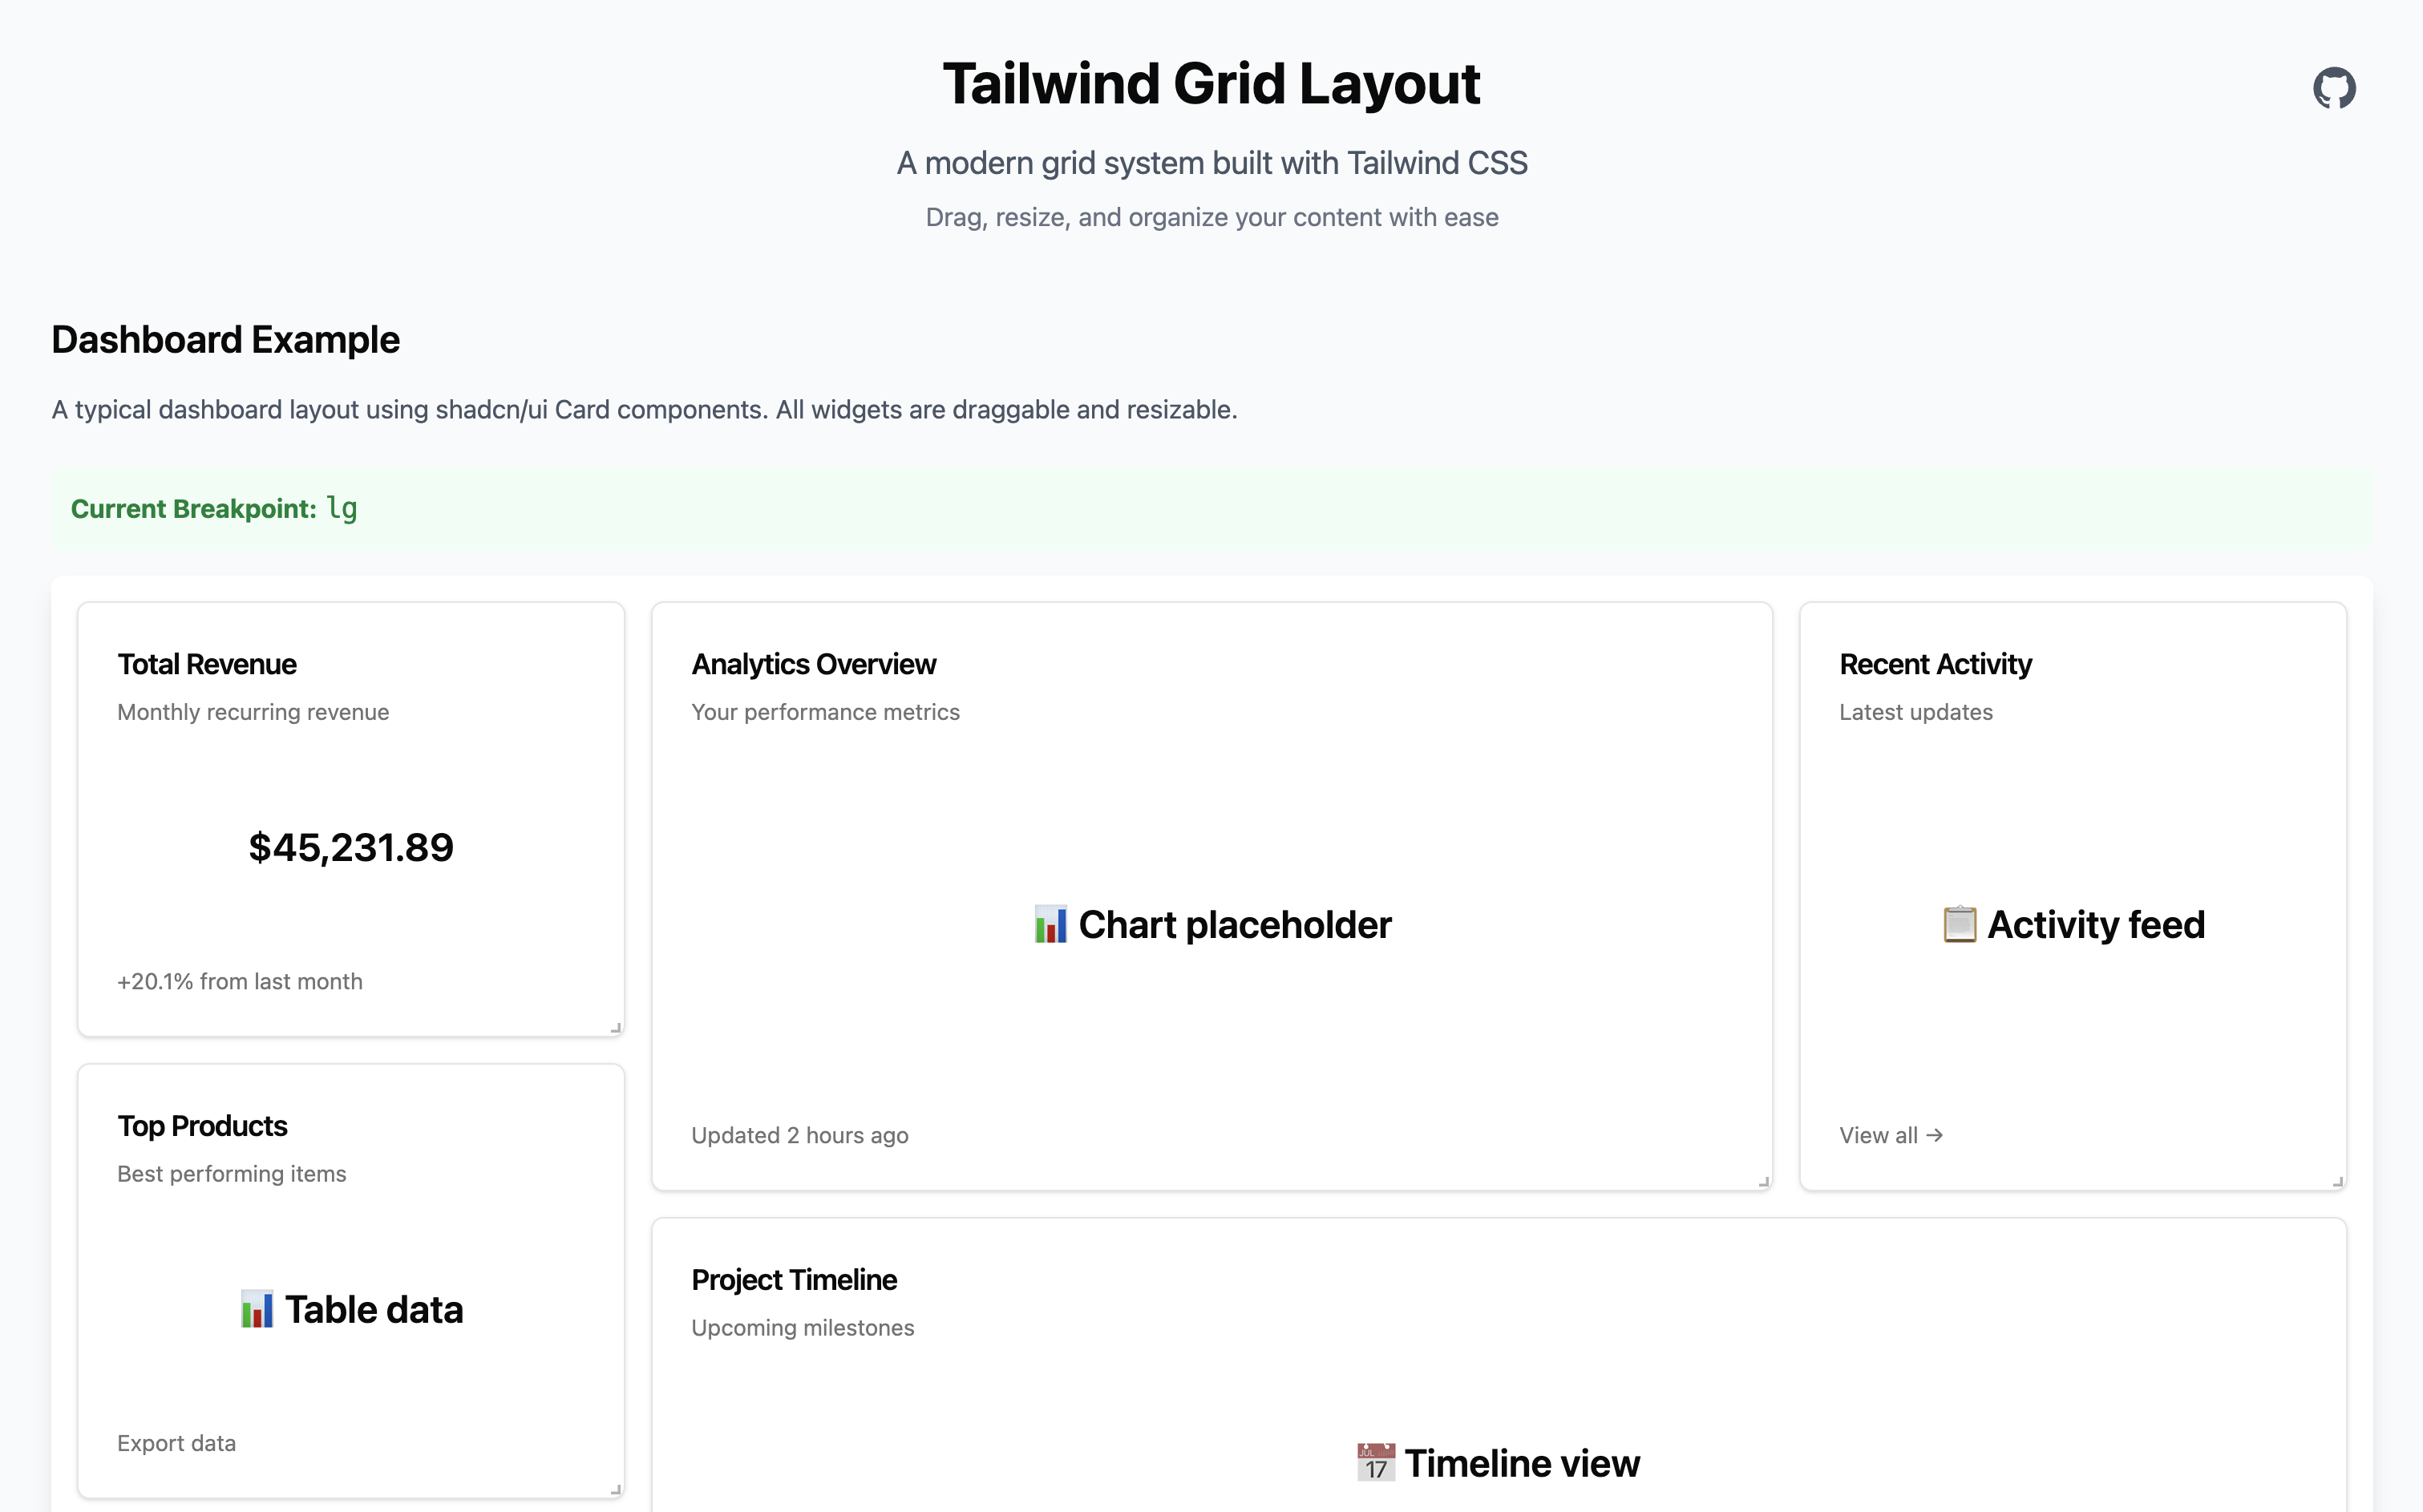 Tailwind Grid Layout
A modern grid system built with Tailwind CSS
Drag, resize, and organize your content with ease
Dashboard Example
A typical dashboard layout using shadcn/ui Card components. All widgets are draggable and resizable.
Current Breakpoint: lg
Total Revenue
Monthly recurring revenue
$45,231.89
+20.1% from last month
Analytics Overview
Your performance metrics
📊 Chart placeholder
Updated 2 hours ago
Recent Activity
Latest updates
📋 Activity feed
View all →
Top Products
Best performing items
📊 Table data
Export data
Project Timeline
Upcoming milestones
📅 Timeline view